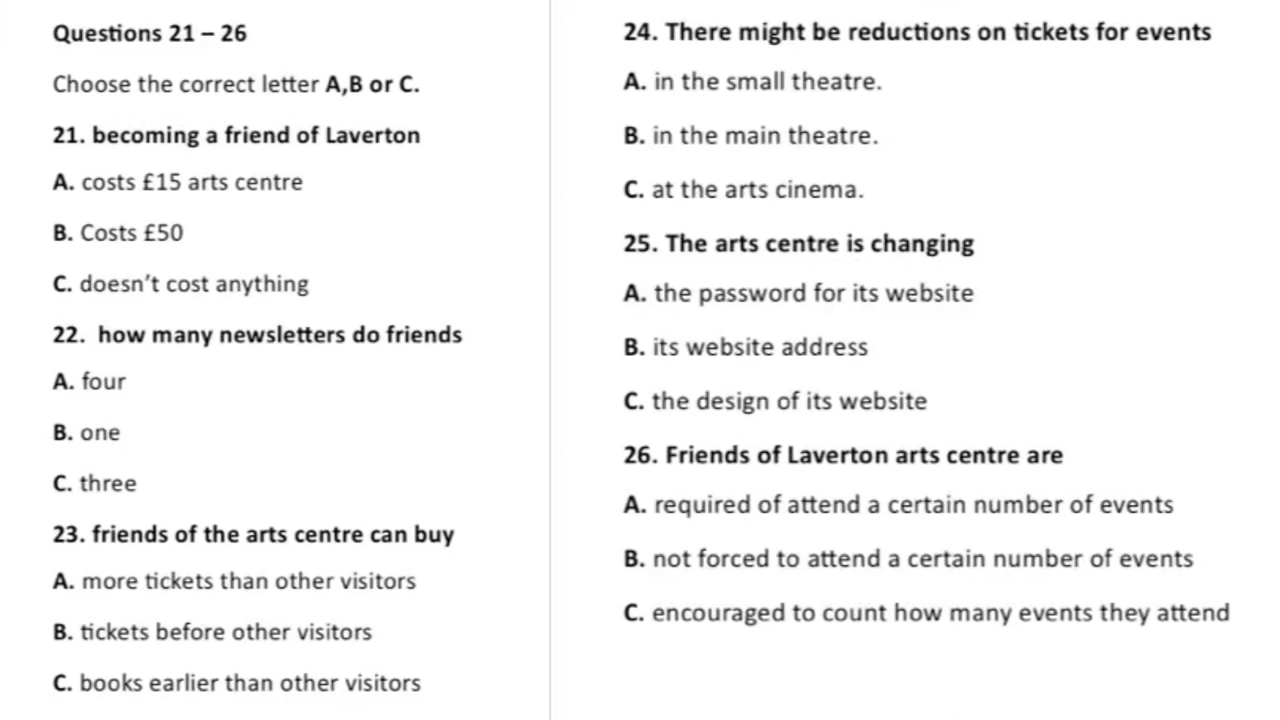 Questions 21 – 26
Choose the correct letter A,B or C.
21. becoming a friend of Laverton
A. costs £15 arts centre
B. Costs £50
C. doesn’t cost anything
22. how many newsletters do friends
A. four
B. one
C. three
23. friends of the arts centre can buy
A. more tickets than other visitors
B. tickets before other visitors
C. books earlier than other visitors
24. There might be reductions on tickets for events
A. in the small theatre.
B. in the main theatre.
C. at the arts cinema.
25. The arts centre is changing
A. the password for its website
B. its website address
C. the design of its website
26. Friends of Laverton arts centre are
A. required of attend a certain number of events
B. not forced to attend a certain number of events
C. encouraged to count how many events they attend